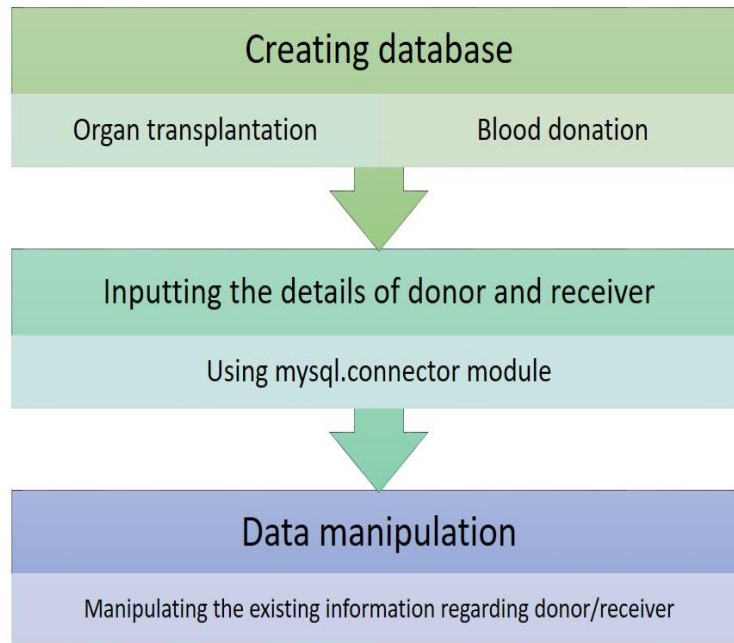 Creating database
Organ transplantation
Blood donation
Inputting the details of donor and receiver
Using mysql.connector module
Data manipulation
Manipulating the existing information regarding donor/receiver